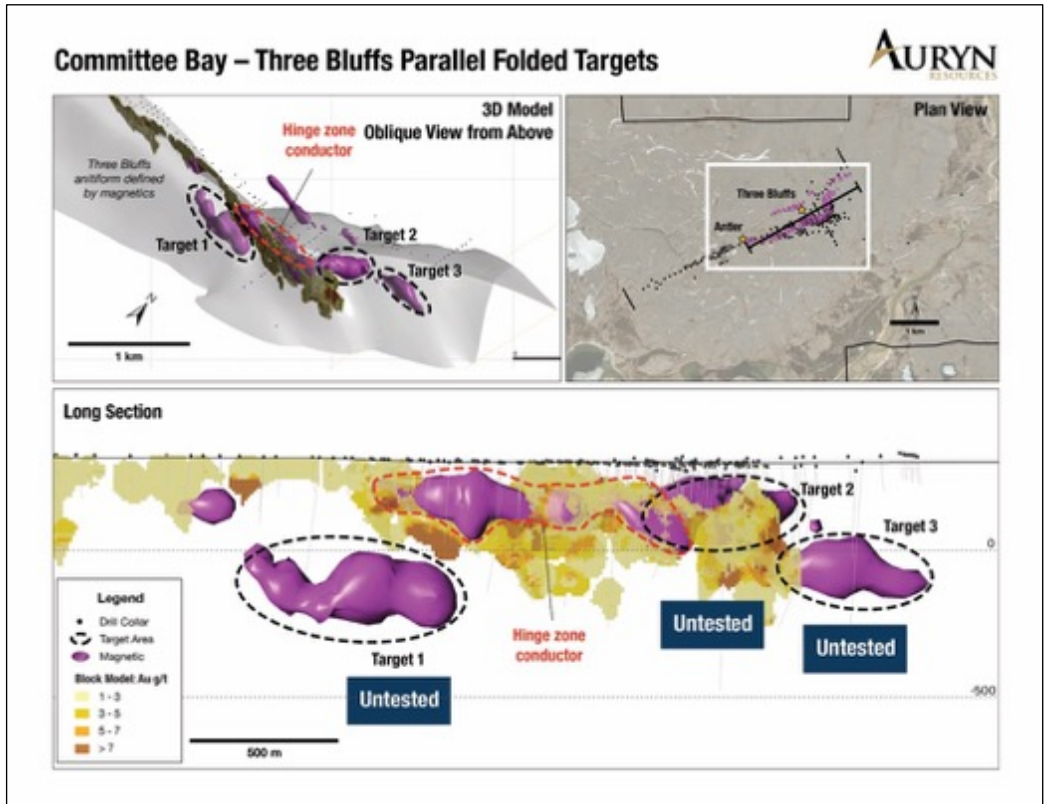 Committee Bay – Three Bluffs Parallel Folded Targets
AURYN
RESOURCES
3D Model
Oblique View from Above
Hinge zone
conductor
Three Bluffs
antiform defined
by magnetics
Target 1
Target 2
Target 3
Z
1 km
Plan View
Three Bluffs
Antler
1 km
Long Section
Target 2
Target 3
0
Hinge zone
conductor
Untested
Untested
Target 1
Untested
-500
Legend
Drill Collar
Target Area
Magnetic
Block Model: Au g/t
1 - 3
3 - 5
5 - 7
> 7
500 m